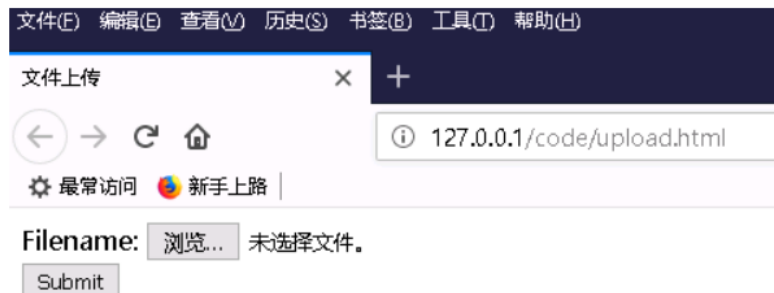 文件(F) 编辑(E) 查看(V) 历史(S) 书签(B) 工具(T) 帮助(H)
文件上传
127.0.0.1/code/upload.html
最常访问 新手上路
Filename: 浏览... 未选择文件。
Submit